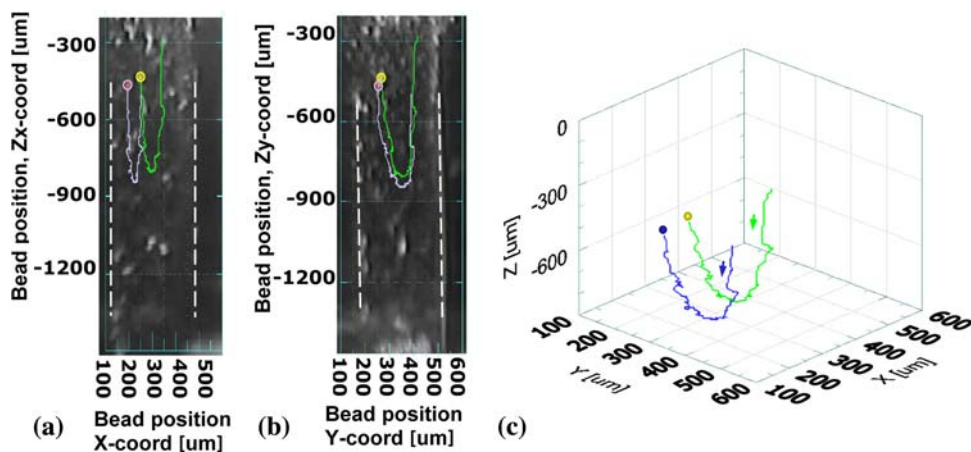 Bead position, Zx-coord [um]
-300
-600
-900
-1200
100
200
300
500
(a)
Bead position
X-coord [um]
Bead position, Zy-coord [um]
-300
-600
-900
-1200
100
200
300
400
500
600
(b)
Bead position
Y-coord [um]
Z [um]
0
-300
-600
100
200
300
400
500
600
Y [um]
100
200
300
400
500
600
X [um]
(c)